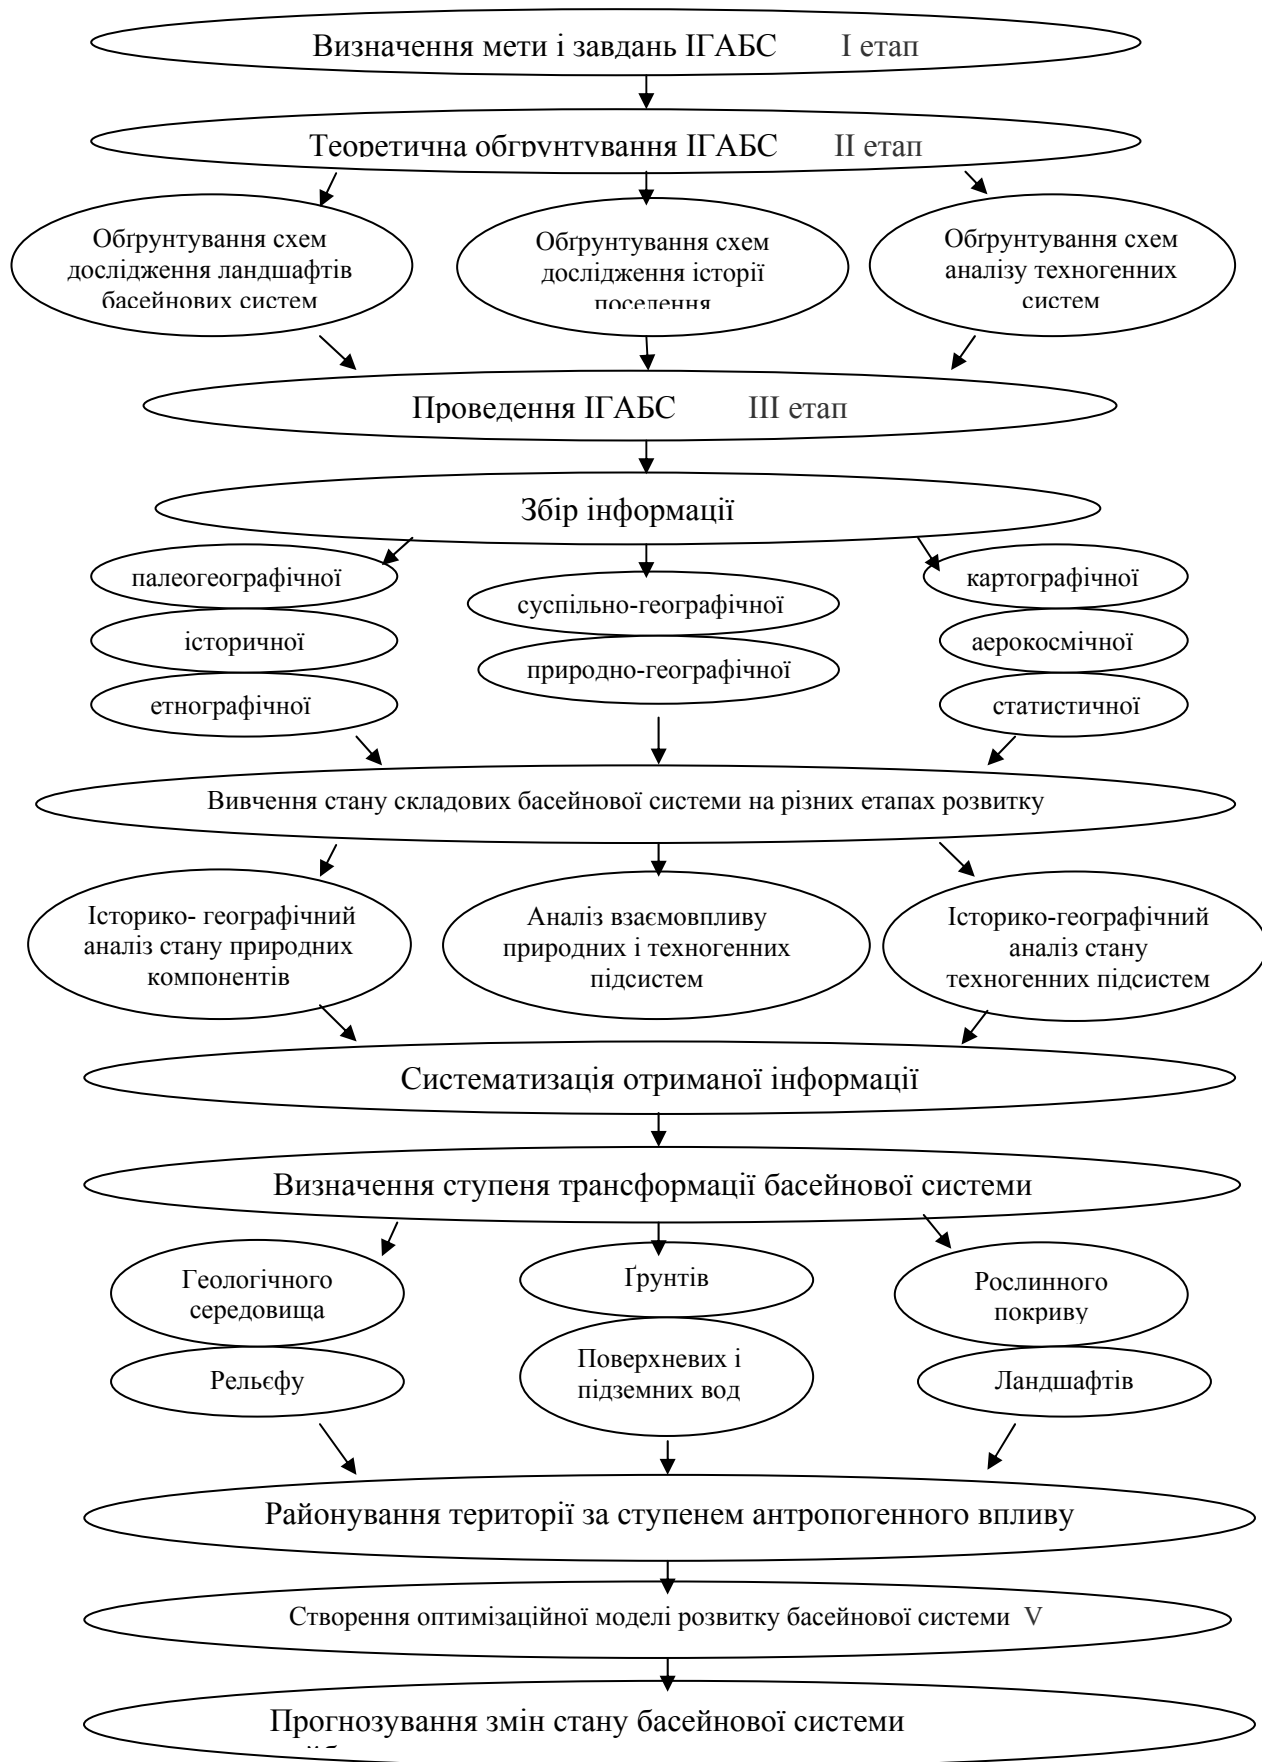 Визначення мети і завдань ІГАБС І етап
Теоретична обґрунтування ІГАБС ІІ етап
Обґрунтування схем
дослідження ландшафтів
басейнових систем
Обґрунтування схем
дослідження історії
поселення
Обґрунтування схем
аналізу техногенних
систем
Проведення ІГАБС ІІІ етап
Збір інформації
палеогеографічної
історичної
етнографічної
суспільно-географічної
природно-географічної
картографічної
аерокосмічної
статистичної
Вивчення стану складових басейнової системи на різних етапах розвитку
Історико- географічний
аналіз стану природних
компонентів
Аналіз взаємовпливу
природних і техногенних
підсистем
Історико-географічний
аналіз стану
техногенних підсистем
Систематизація отриманої інформації
Визначення ступеня трансформації басейнової системи
Геологічного
середовища
Рельєфу
Ґрунтів
Поверхневих і
підземних вод
Рослинного
покриву
Ландшафтів
Районування території за ступенем антропогенного впливу
Створення оптимізаційної моделі розвитку басейнової системи V
Прогнозування змін стану басейнової системи